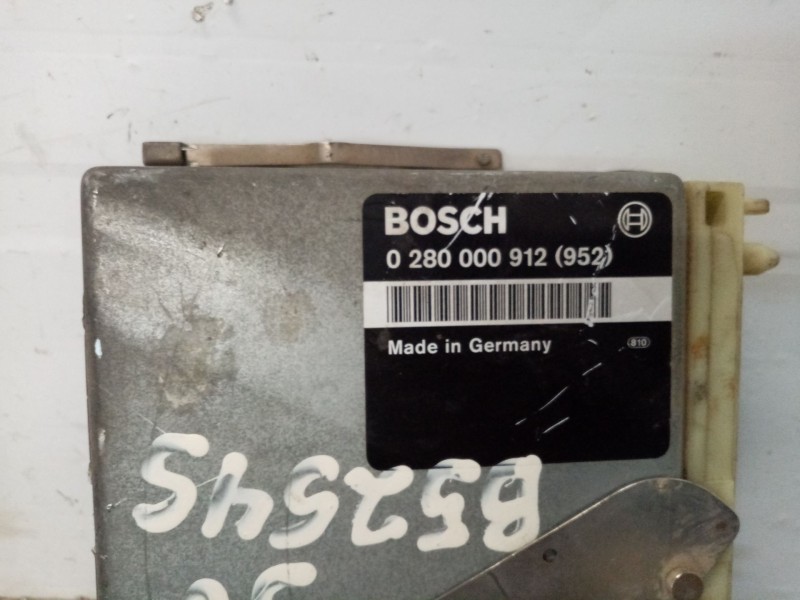 BOSCH
0 280 000 912 (952)
Made in Germany
810
B5254S